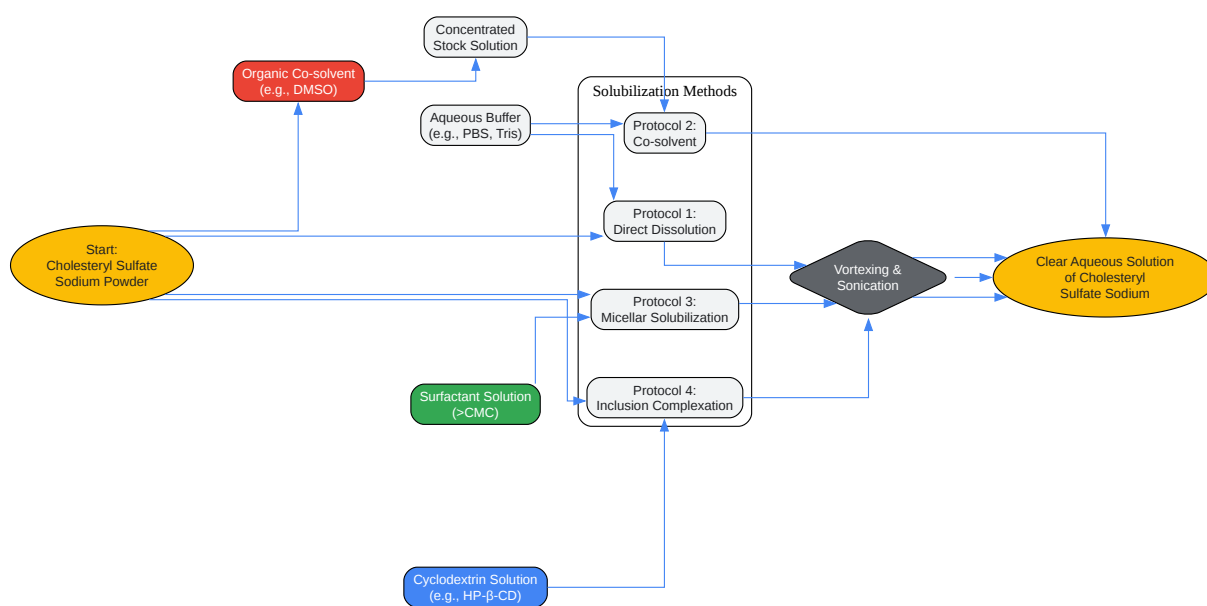 Concentrated
Stock Solution
Organic Co-solvent
(e.g., DMSO)
Solubilization Methods
Aqueous Buffer
(e.g., PBS, Tris)
Protocol 2:
Co-solvent
Protocol 1:
Direct Dissolution
Start:
Cholesteryl Sulfate
Sodium Powder
Vortexing &
Sonication
Clear Aqueous Solution
of Cholesteryl
Sulfate Sodium
Protocol 3:
Micellar Solubilization
Surfactant Solution
(>CMC)
Protocol 4:
Inclusion Complexation
Cyclodextrin Solution
(e.g., HP-β-CD)